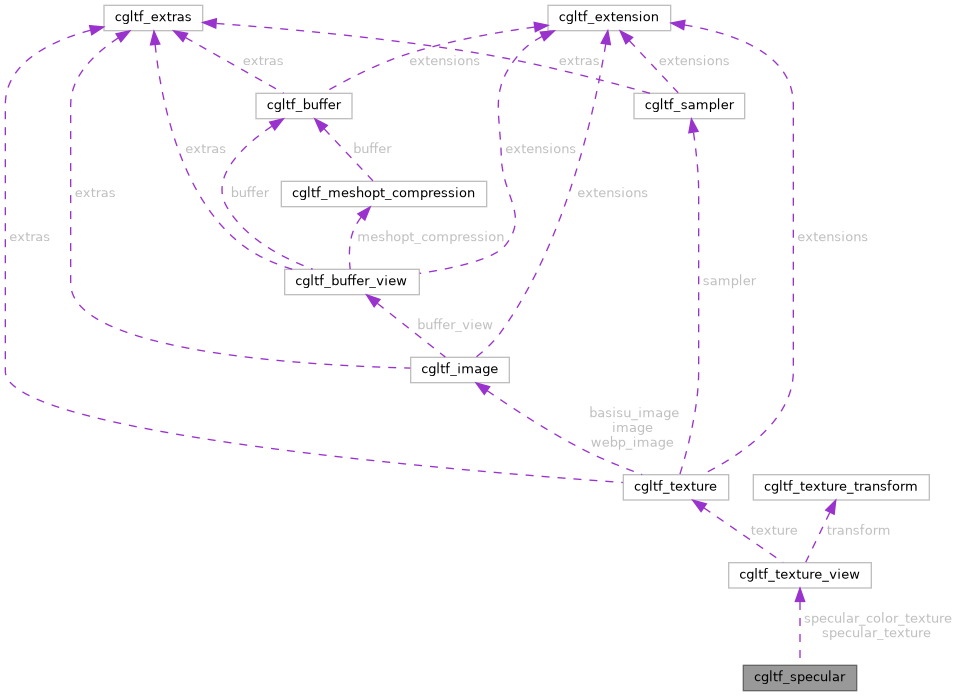 cgltf_extras
cgltf_extension
extras
extensions
extras
extensions
cgltf_buffer
cgltf_sampler
extras
buffer
extensions
extras
buffer
cgltf_meshopt_compression
extensions
extras
meshopt_compression
extensions
cgltf_buffer_view
sampler
buffer_view
cgltf_image
basisu_image
image
webp_image
cgltf_texture
cgltf_texture_transform
texture
transform
cgltf_texture_view
specular_color_texture
specular_texture
cgltf_specular